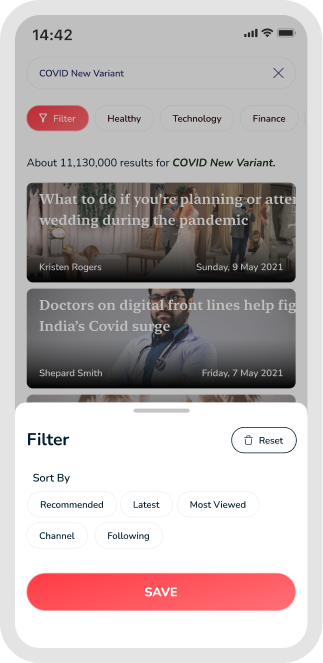 14:42
COVID New Variant
Filter
Healthy
Technology
Finance
About 11,130,000 results for COVID New Variant.
What to do if you're planning or atter
wedding during the pandemic
Kristen Rogers
Sunday, 9 May 2021
Doctors on digital front lines help fig
India's Covid surge
Shepard Smith
Friday, 7 May 2021
Filter
Reset
Sort By
Recommended
Latest
Most Viewed
Channel
Following
SAVE